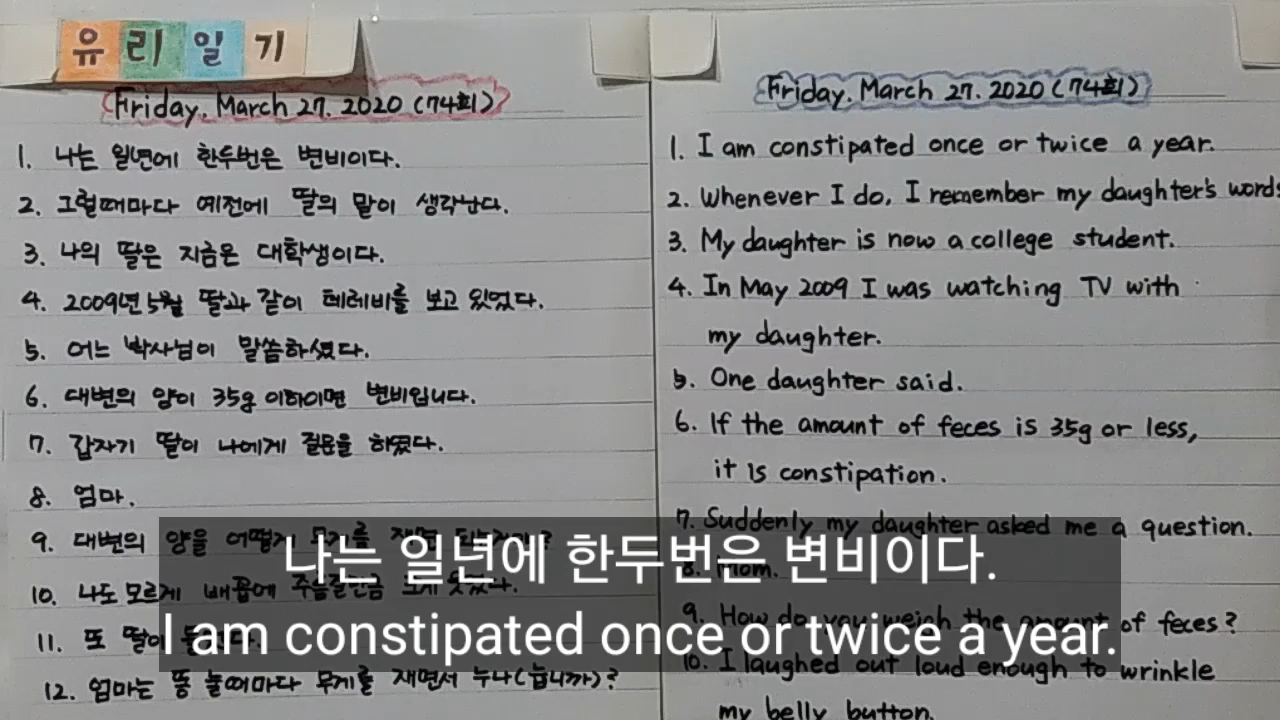 유리일기
Friday. March 27. 2020 (74회)
1. 나는 일년에 한두번은 변비이다.
2. 그럴때마다 예전에 딸의 말이 생각난다.
3. 나의 딸은 지금은 대학생이다.
4. 2009년 5월 딸과 같이 테레비를 보고 있었다.
5. 어느 박사님이 말씀하셨다.
6. 대변의 양이 35g 이하이면 변비입니다.
7. 갑자기 딸이 나에게 질문을 하였다.
8. 엄마.
9. 대변의 양을 어떻게 무게를 재면
10. 나도 모르게 배꼽에 주름질만큼
11. 또 딸이
12. 엄마는 똥 눌때마다 무게를 재면서 누나(눕니까)?
Friday. March 27. 2020 (74회)
1. I am constipated once or twice a year.
2. Whenever I do, I remember my daughter's words
3. My daughter is now a college student.
4. In May 2009 I was watching TV with
my daughter.
5. One daughter said.
6. If the amount of feces is 35g or less,
it is constipation.
7. Suddenly my daughter asked me a question.
8. Mom.
9. How do you weigh the amount of feces?
10. I laughed out loud enough to wrinkle
my belly button.
나는 일년에 한두번은 변비이다.
I am constipated once or twice a year.